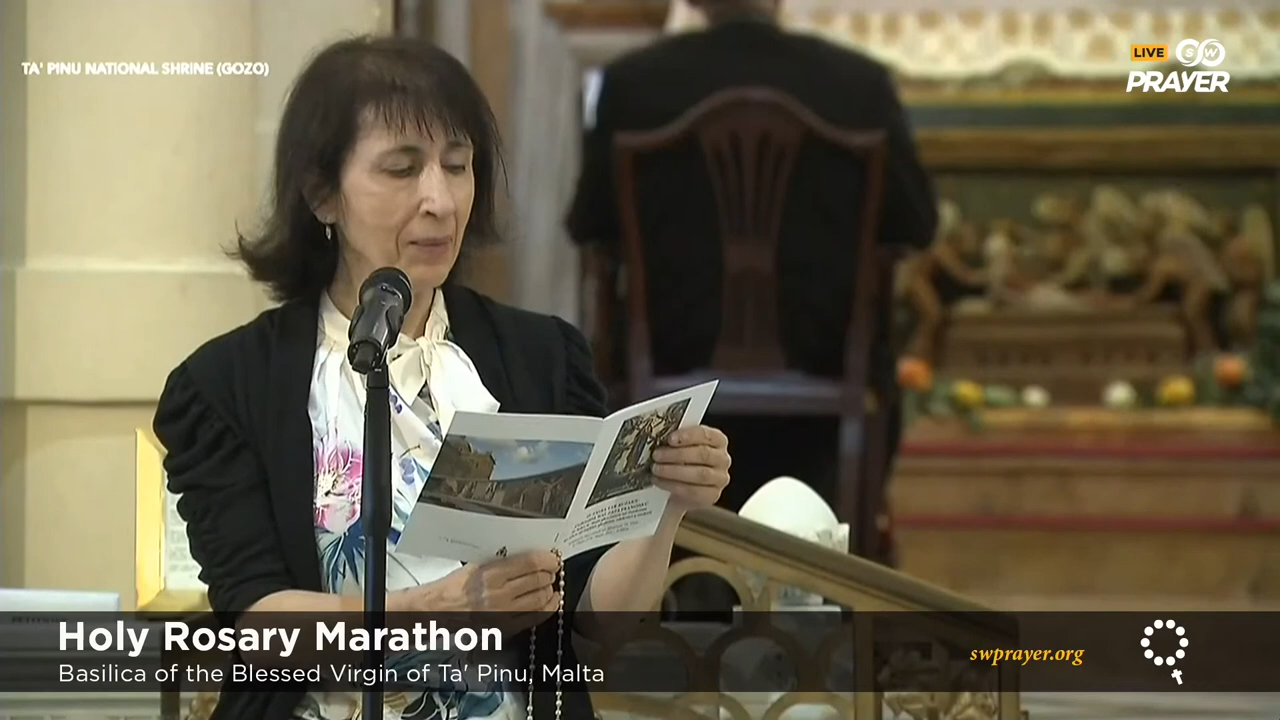 TA' PINU NATIONAL SHRINE (GOZO)
LIVE
SW
PRAYER
Holy Rosary Marathon
Basilica of the Blessed Virgin of Ta' Pinu, Malta
swprayer.org